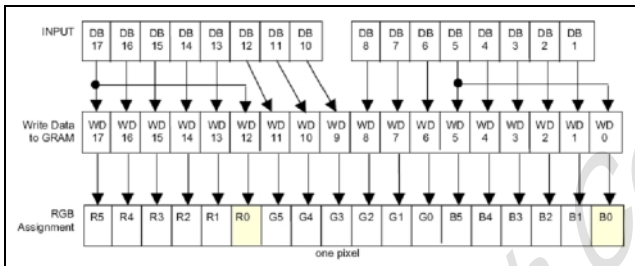 INPUT DB 17 DB 16 DB 15 DB 14 DB 13 DB 12 DB 11 DB 10 DB 8 DB 7 DB 6 DB 5 DB 4 DB 3 DB 2 DB 1
Write Data to GRAM WD 17 WD 16 WD 15 WD 14 WD 13 WD 12 WD 11 WD 10 WD 9 WD 8 WD 7 WD 6 WD 5 WD 4 WD 3 WD 2 WD 1 WD 0
RGB Assignment R5 R4 R3 R2 R1 R0 G5 G4 G3 G2 G1 G0 B5 B4 B3 B2 B1 B0
one pixel